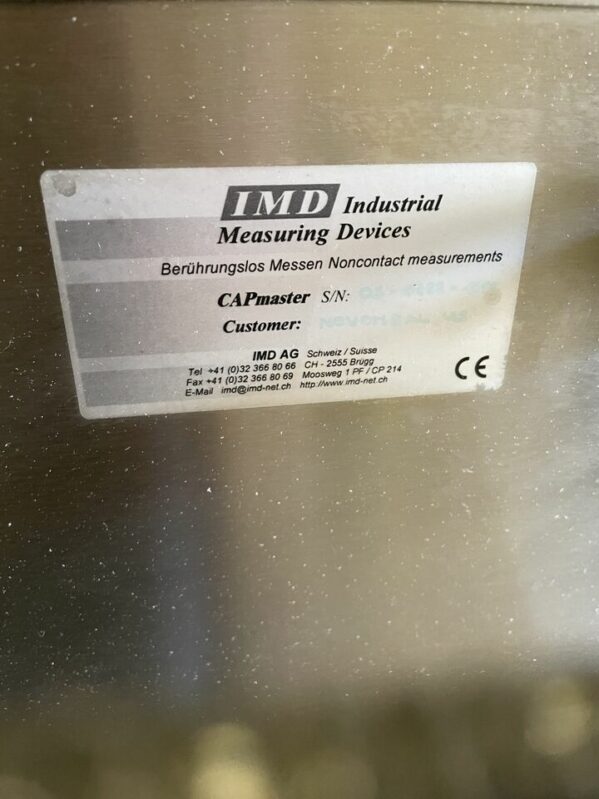 IMD Industrial
Measuring Devices
Berührungslos Messen Noncontact measurements
CAPmaster S/N:
Customer:
IMD AG Schweiz / Suisse
Tel +41 (0)32 366 80 66 CH - 2555 Brügg
Fax +41 (0)32 366 80 69 Moosweg 1 PF / CP 214
E-Mail imd@imd-net.ch http://www.imd-net.ch
CE